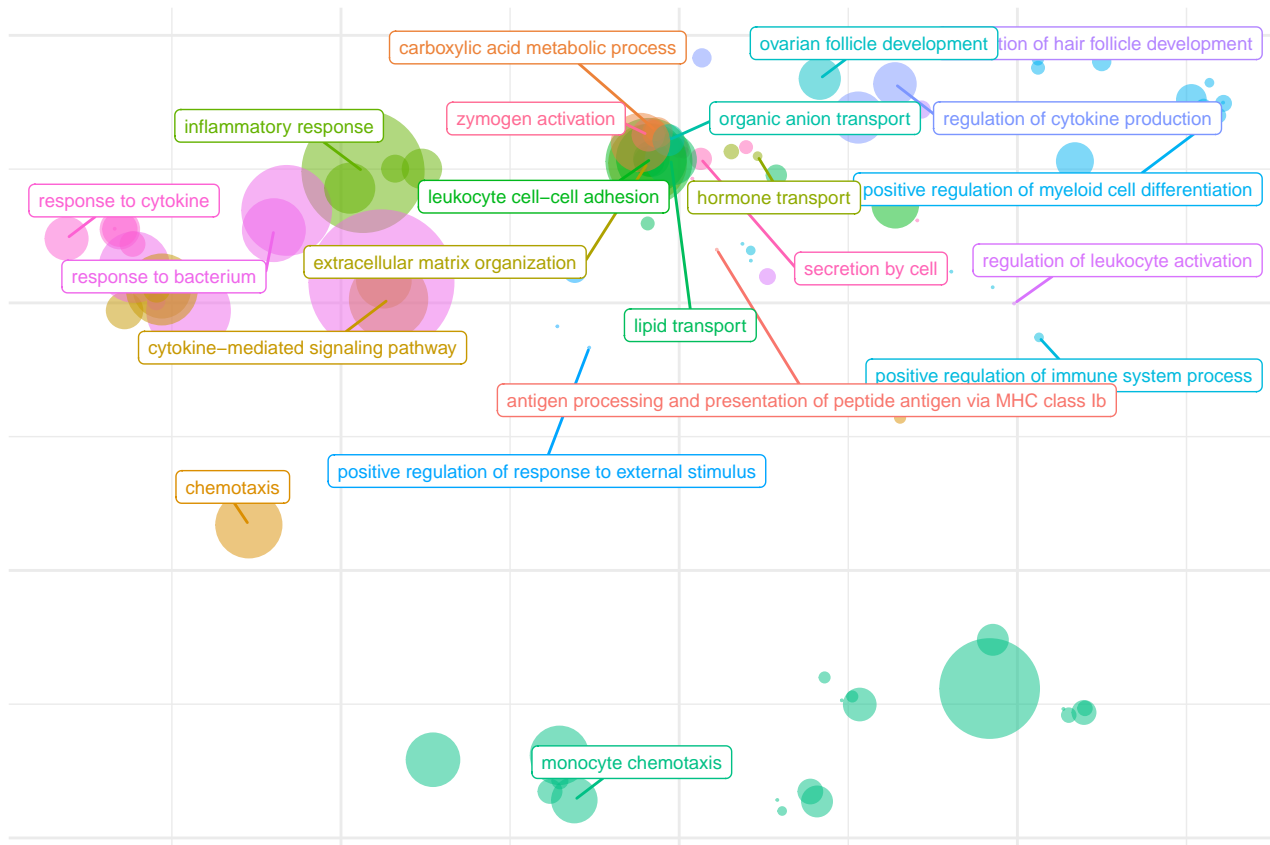 carboxylic acid metabolic process
ovarian follicle development
tion of hair follicle development
inflammatory response
zymogen activation
organic anion transport
regulation of cytokine production
response to cytokine
leukocyte cell−cell adhesion
hormone transport
positive regulation of myeloid cell differentiation
response to bacterium
extracellular matrix organization
secretion by cell
regulation of leukocyte activation
cytokine−mediated signaling pathway
lipid transport
positive regulation of immune system process
antigen processing and presentation of peptide antigen via MHC class Ib
positive regulation of response to external stimulus
chemotaxis
monocyte chemotaxis